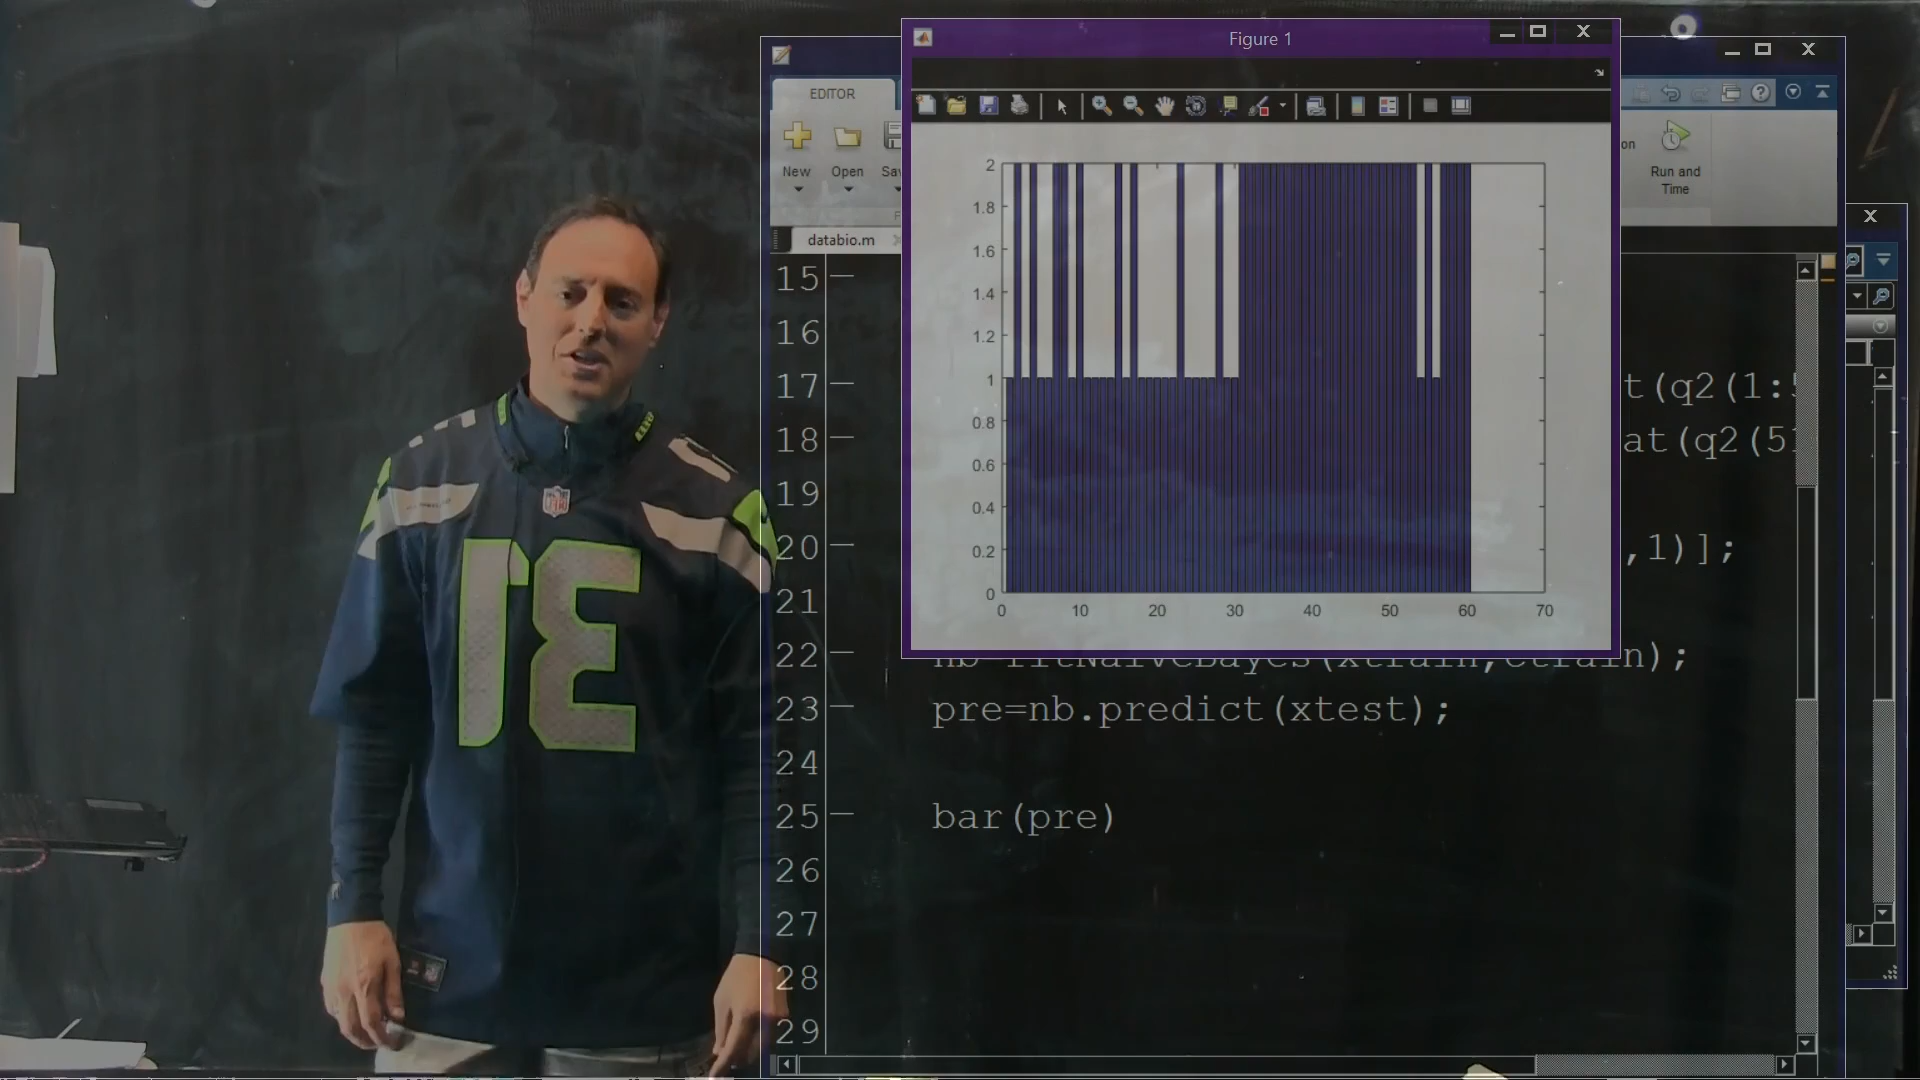 Figure 1
EDITOR
New
Open
Run and
Time
databio.m
2
1.8
1.6
1.4
1.2
1
0.8
0.6
0.4
0.2
0
0 10 20 30 40 50 60 70
15
16
17 t(q2(1:
18 at(q2(51
19
20 ,1)];
21
22
23 pre=nb.predict(xtest);
24
25 bar(pre)
26
27
28
29
31
NFL